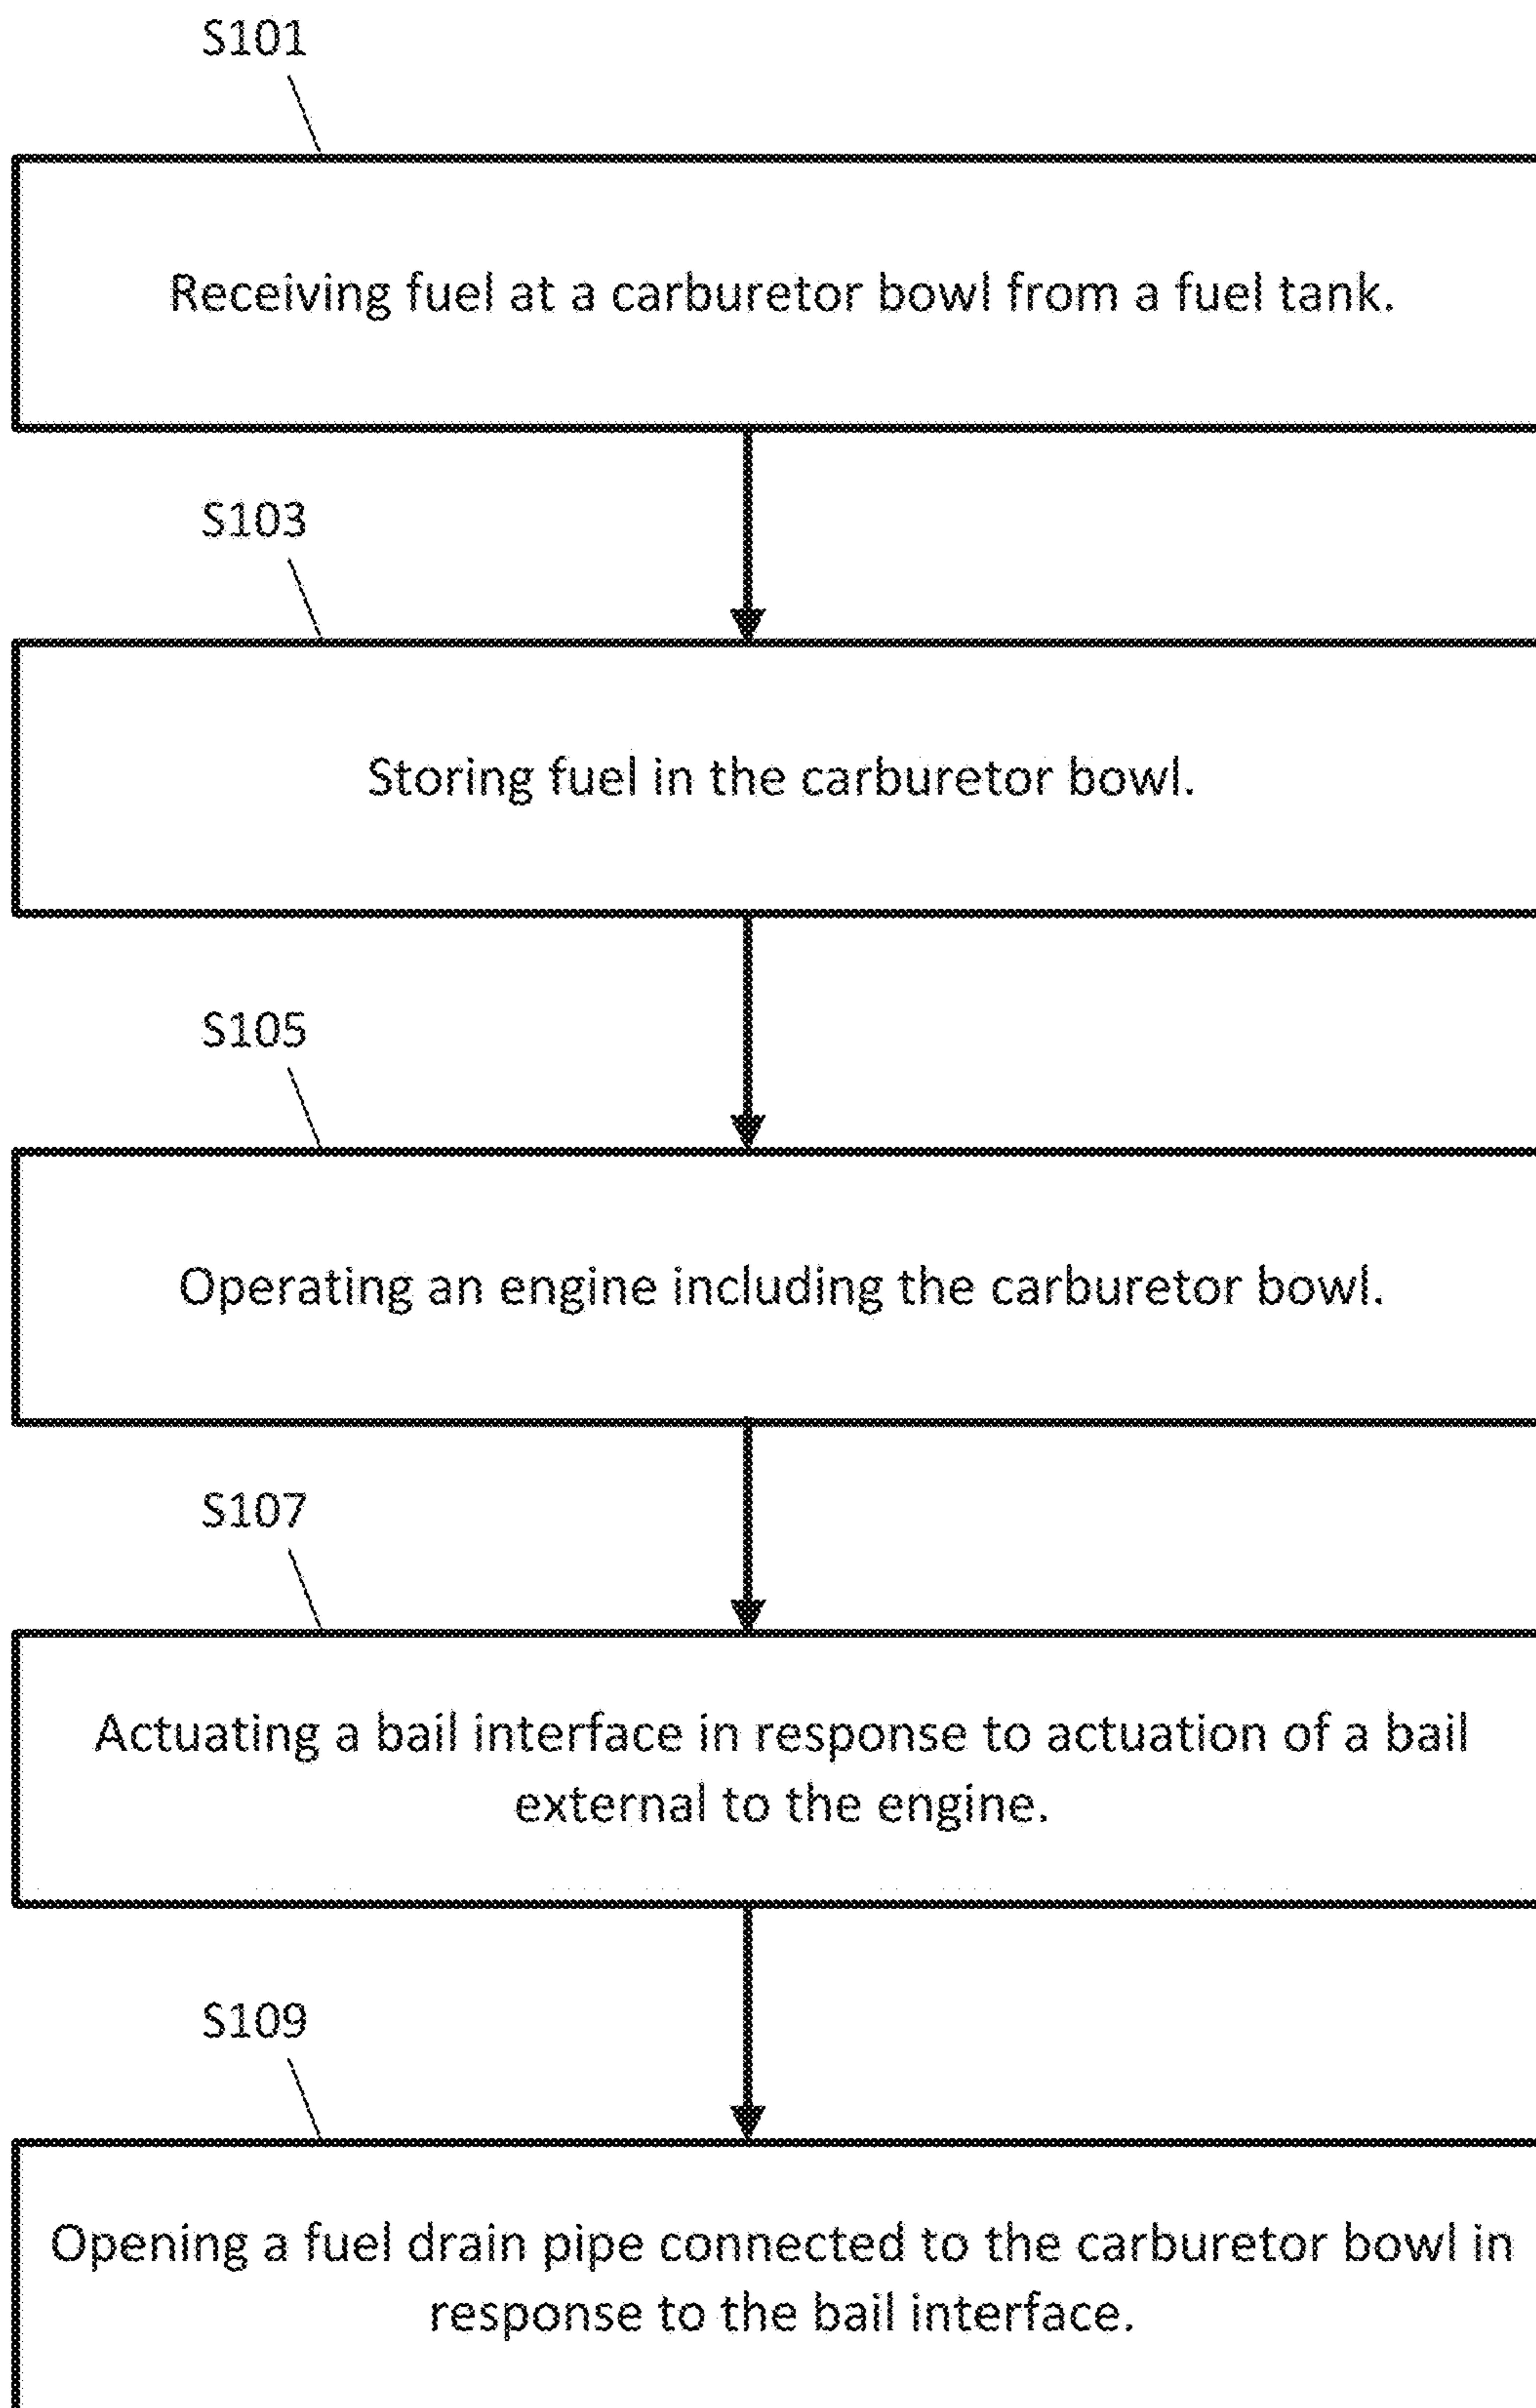 S101
Receiving fuel at a carburetor bowl from a fuel tank.
S103
Storing fuel in the carburetor bowl.
S105
Operating an engine including the carburetor bowl.
S107
Actuating a bail interface in response to actuation of a bail
external to the engine.
S109
Opening a fuel drain pipe connected to the carburetor bowl in
response to the bail interface.